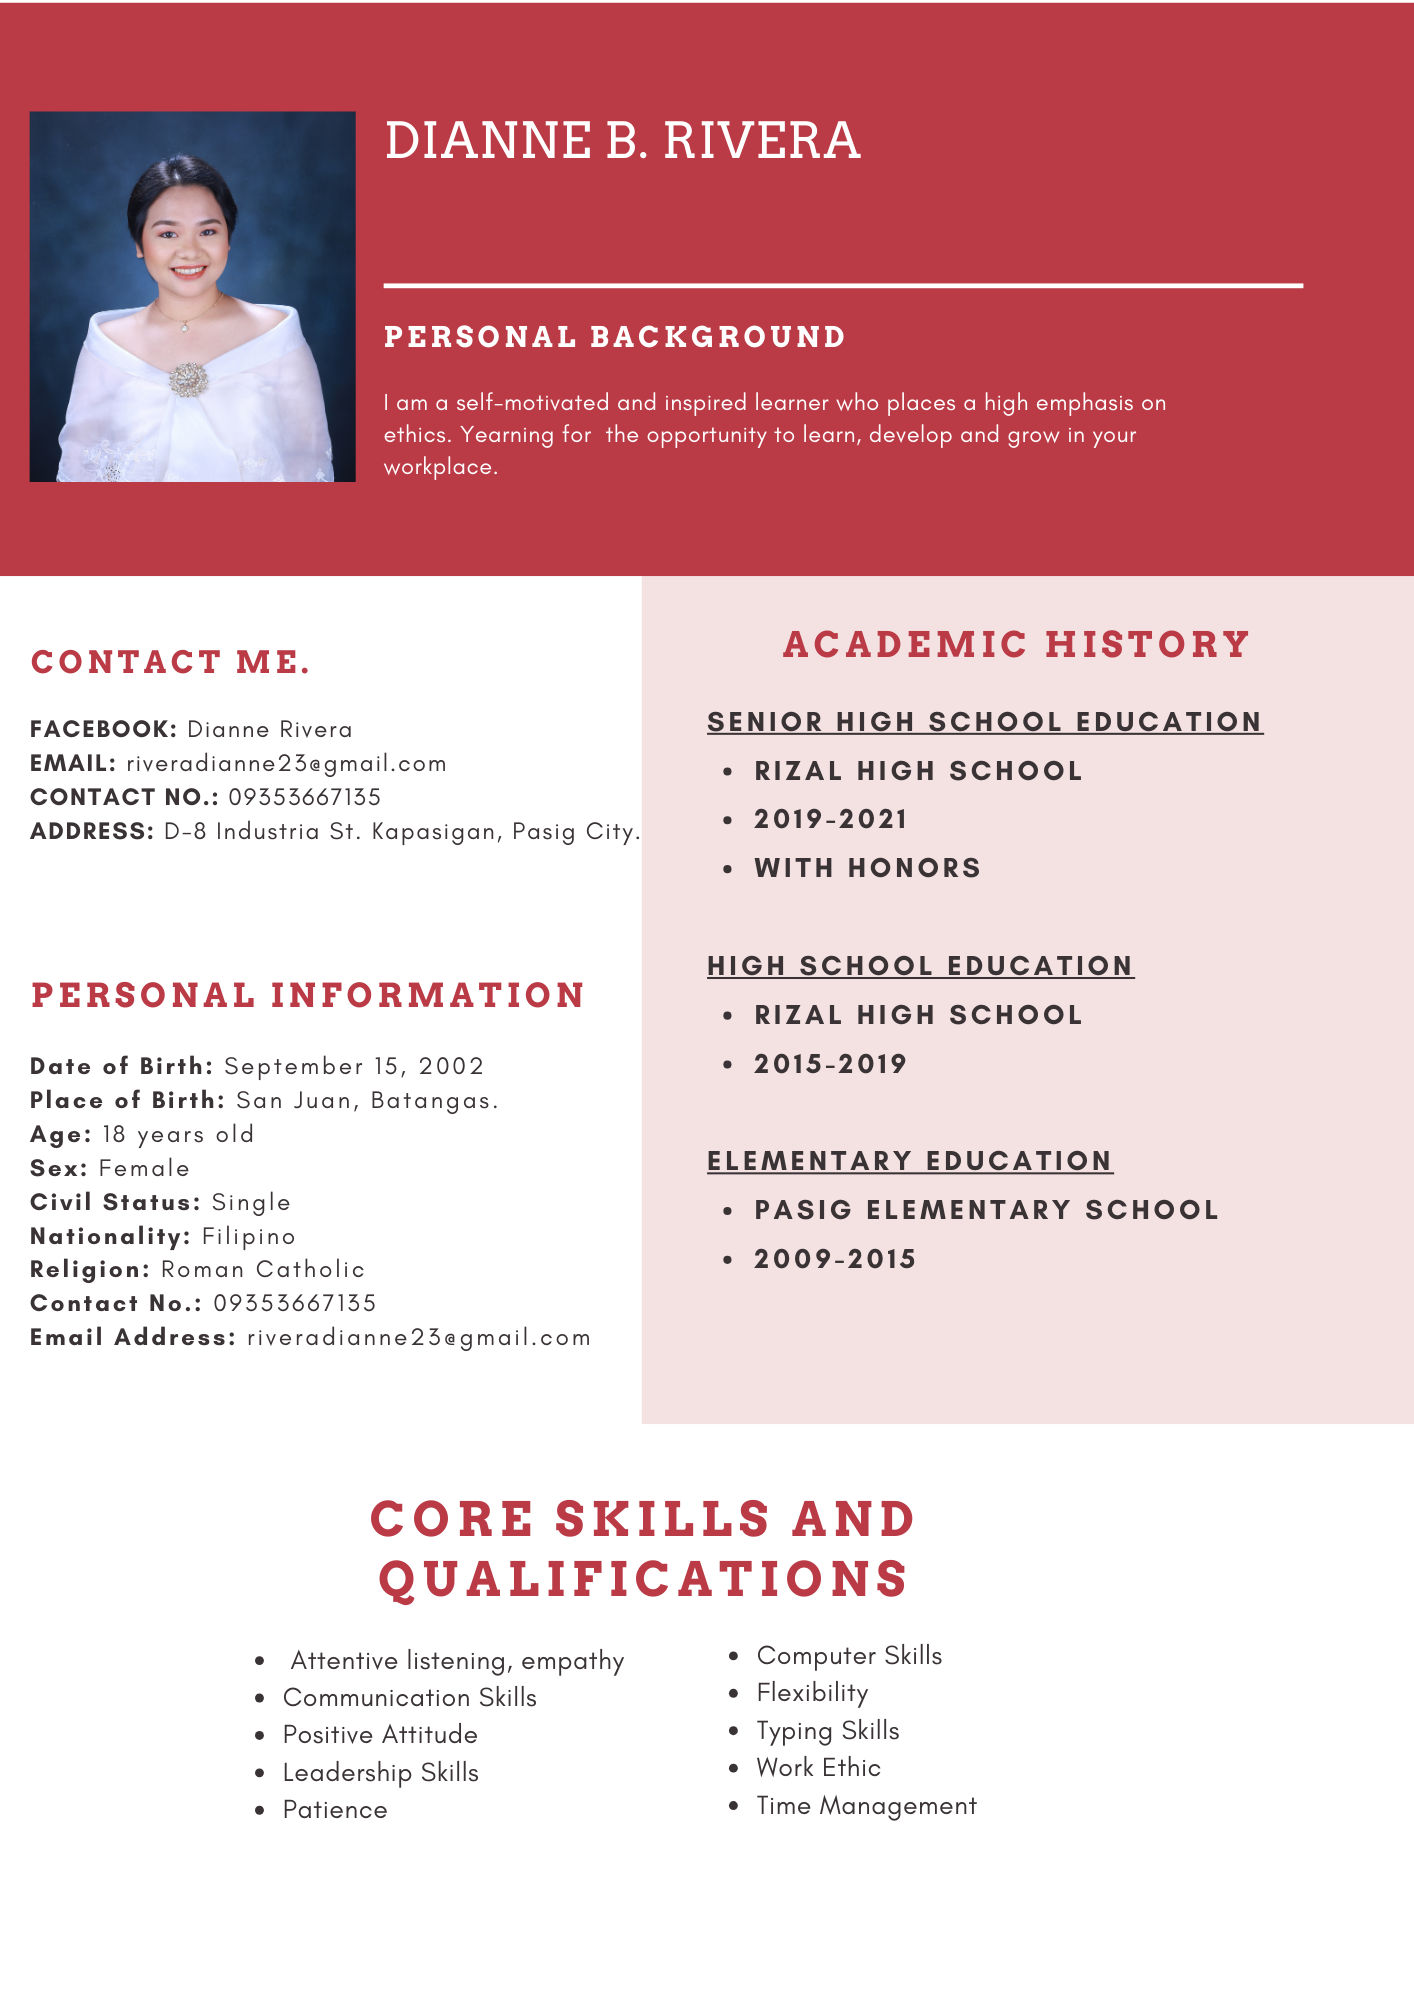 DIANNE B. RIVERA
PERSONAL BACKGROUND
I am a self-motivated and inspired learner who places a high emphasis on
ethics. Yearning for  the opportunity to learn, develop and grow in your
workplace.
CONTACT ME.
FACEBOOK: Dianne Rivera
EMAIL: riveradianne23@gmail.com
CONTACT NO.: 09353667135
ADDRESS: D-8 Industria St. Kapasigan, Pasig City.
PERSONAL INFORMATION
Date of Birth: September 15, 2002
Place of Birth: San Juan, Batangas.
Age: 18 years old
Sex: Female
Civil Status: Single
Nationality: Filipino
Religion: Roman Catholic
Contact No.: 09353667135
Email Address: riveradianne23@gmail.com
ACADEMIC HISTORY
SENIOR HIGH SCHOOL EDUCATION
• RIZAL HIGH SCHOOL
• 2019-2021
• WITH HONORS
HIGH SCHOOL EDUCATION
• RIZAL HIGH SCHOOL
• 2015-2019
ELEMENTARY EDUCATION
• PASIG ELEMENTARY SCHOOL
• 2009-2015
CORE SKILLS AND
QUALIFICATIONS
• Attentive listening, empathy
• Communication Skills
• Positive Attitude
• Leadership Skills
• Patience
• Computer Skills
• Flexibility
• Typing Skills
• Work Ethic
• Time Management